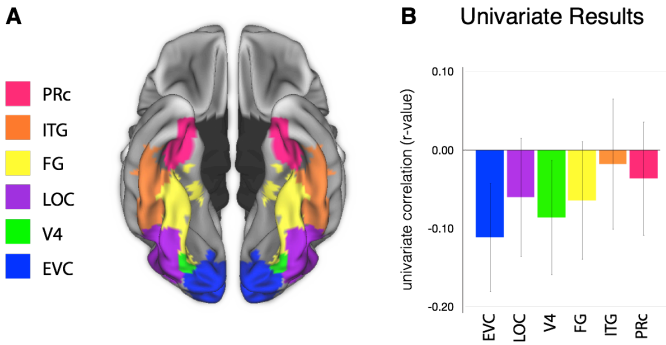 A
PRc
ITG
FG
LOC
V4
EVC
B Univariate Results
univariate correlation (r-value)
0.10
0.00
-0.10
-0.20
EVC LOC V4 FG ITG PRc